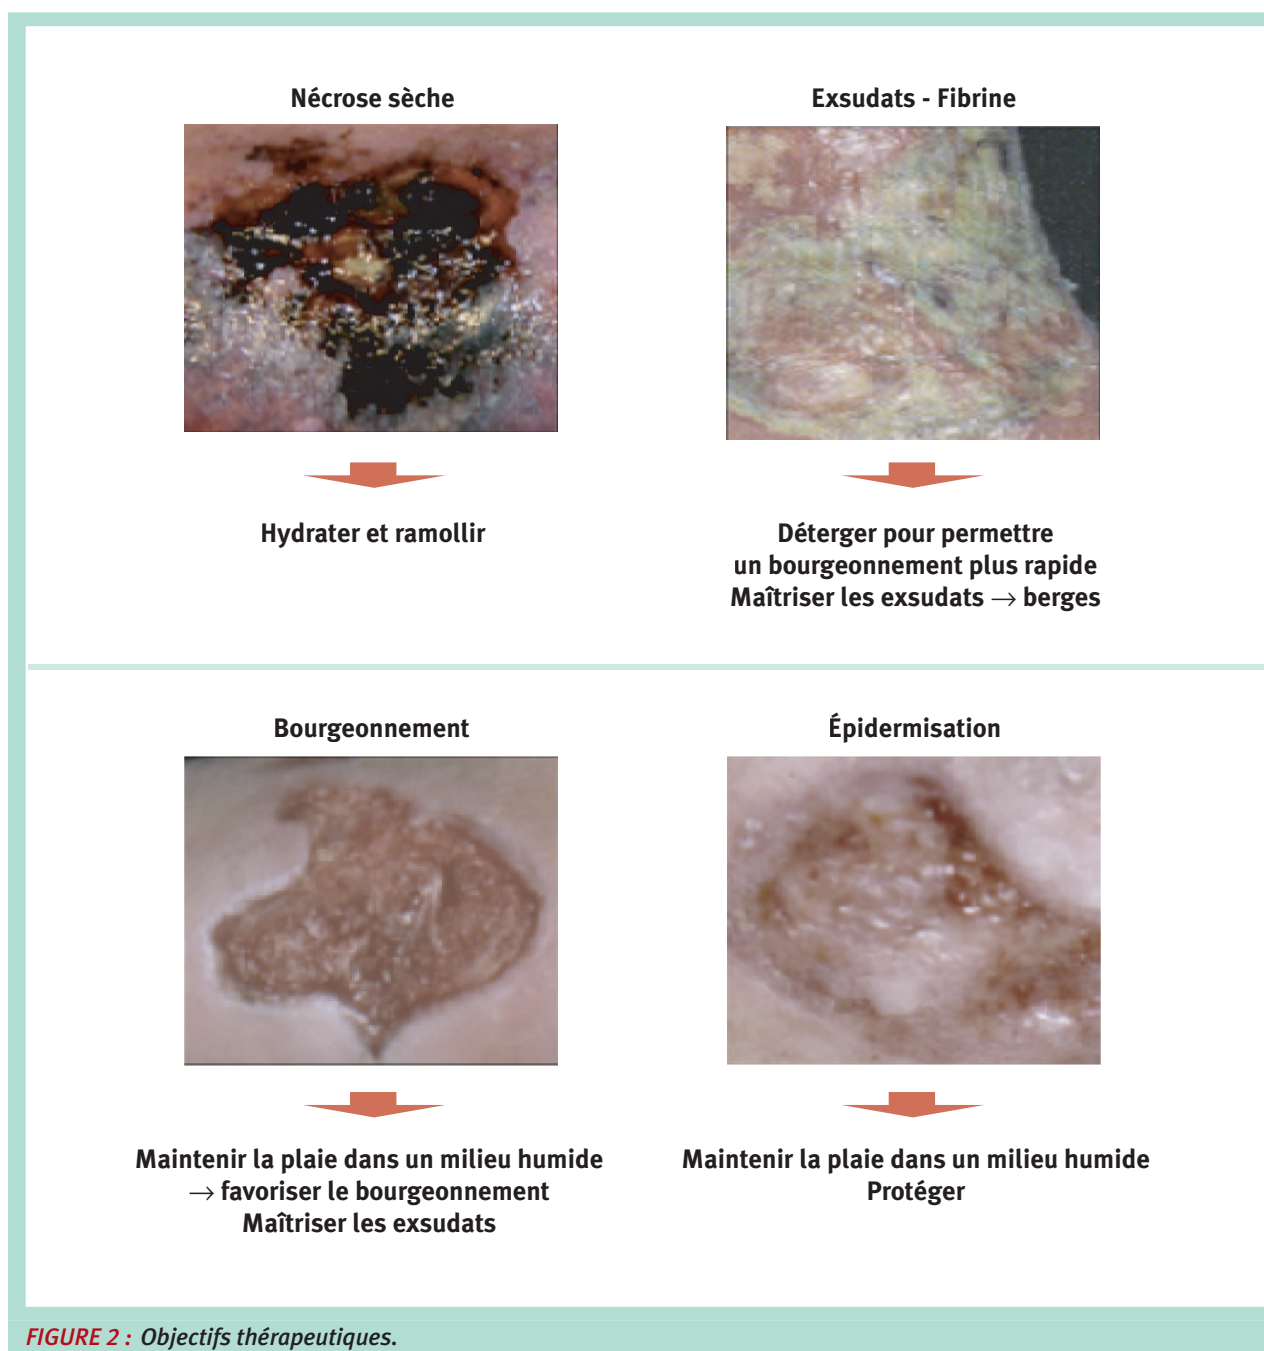 Nécrose sèche
Exsudats - Fibrine
Hydrater et ramollir
Déterger pour permettre
un bourgeonnement plus rapide
Maîtriser les exsudats → berges
Bourgeonnement
Épidermisation
Maintenir la plaie dans un milieu humide
→ favoriser le bourgeonnement
Maîtriser les exsudats
Maintenir la plaie dans un milieu humide
Protéger
FIGURE 2 : Objectifs thérapeutiques.